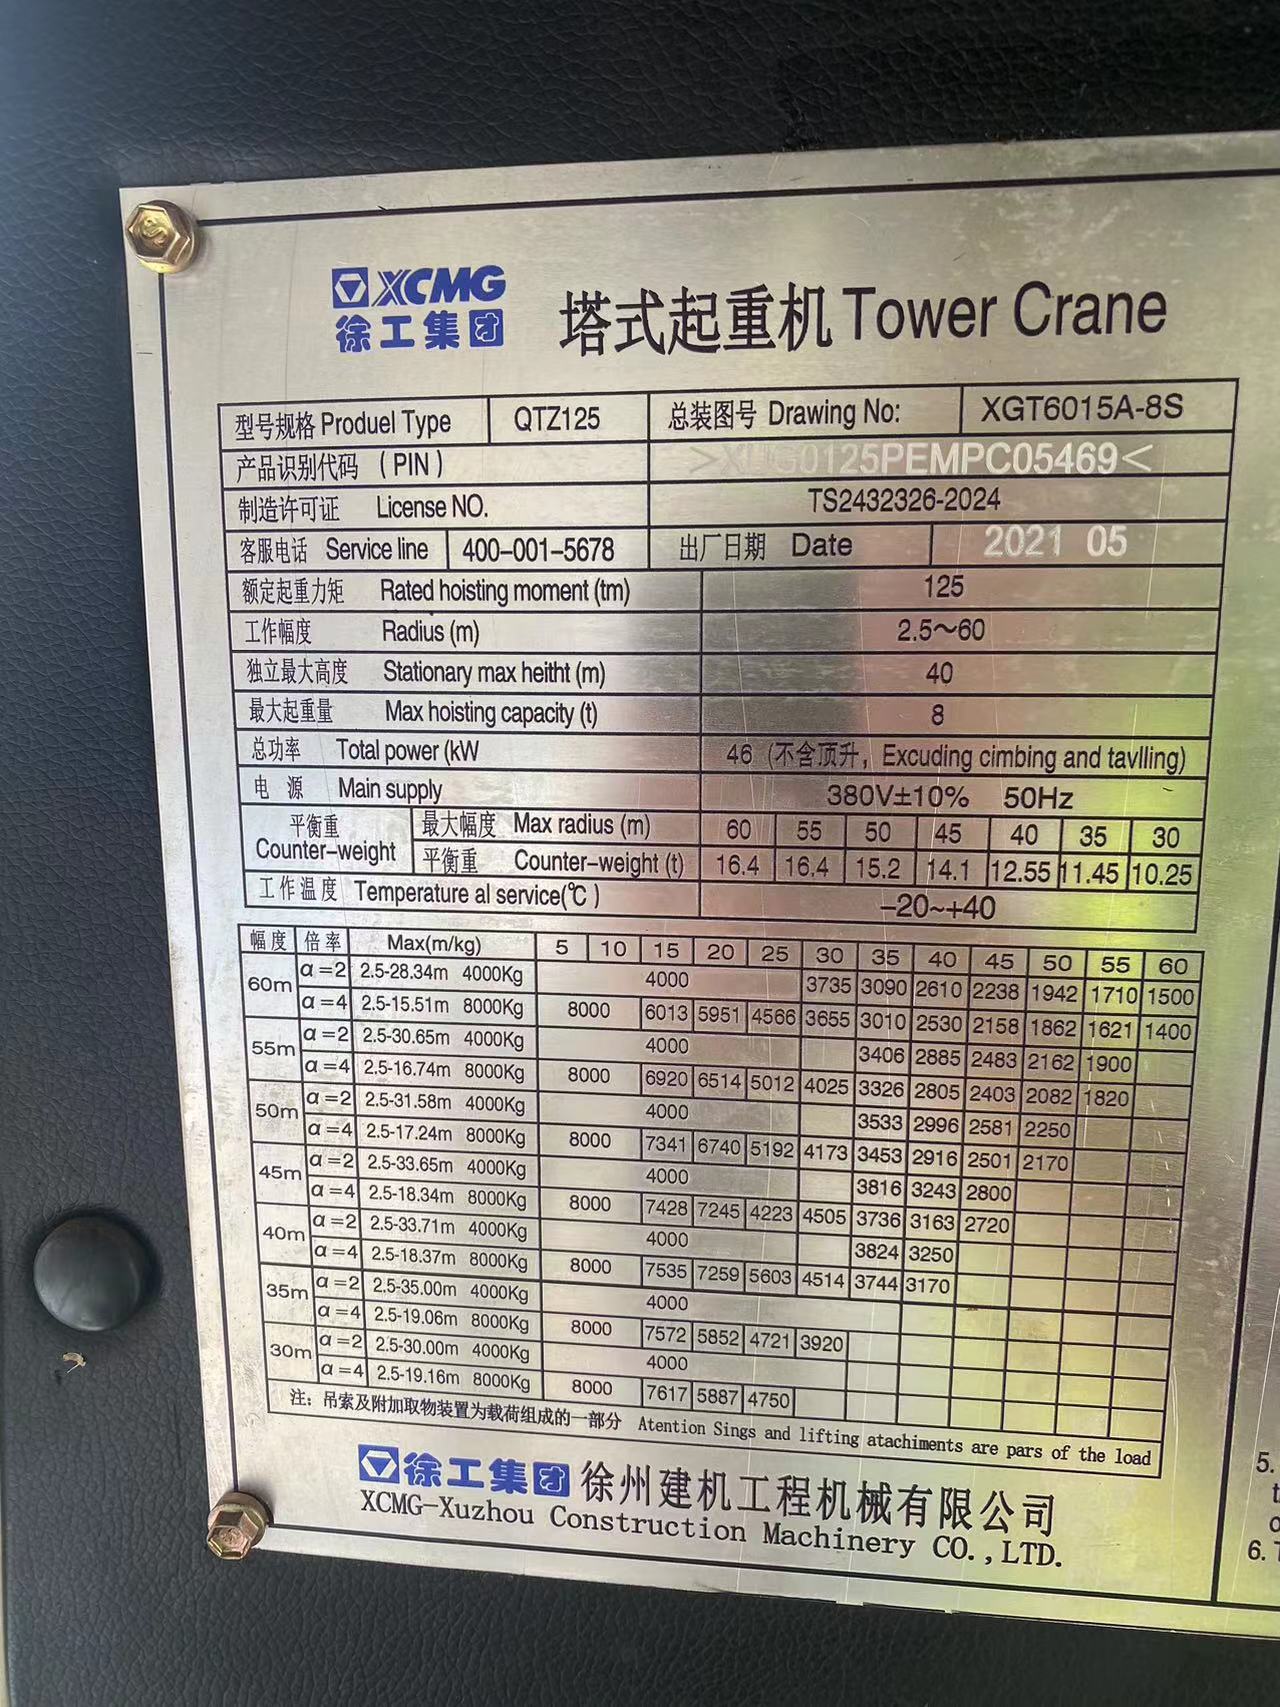 XCMG
徐工集团
塔式起重机 Tower Crane
型号规格 Produel Type QTZ125 总装图号 Drawing No: XGT6015A-8S
产品识别代码 (PIN) >XUG0125PEMPC05469<
制造许可证 License NO. TS2432326-2024
客服电话 Service line 400-001-5678 出厂日期 Date 2021 05
额定起重力矩 Rated hoisting moment (tm) 125
工作幅度 Radius (m) 2.5~60
独立最大高度 Stationary max heitht (m) 40
最大起重量 Max hoisting capacity (t) 8
总功率 Total power (kW 46 (不含顶升, Excuding cimbing and tavlling)
电 源 Main supply 380V±10% 50Hz
平衡重 Counter-weight 最大幅度 Max radius (m) 60 55 50 45 40 35 30
平衡重 Counter-weight (t) 16.4 16.4 15.2 14.1 12.55 11.45 10.25
工作温度 Temperature al service(℃) -20~+40
幅度 倍率 Max(m/kg) 5 10 15 20 25 30 35 40 45 50 55 60
60m α=2 2.5-28.34m 4000Kg 4000 3735 3090 2610 2238 1942 1710 1500
α=4 2.5-15.51m 8000Kg 8000 6013 5951 4566 3655 3010 2530 2158 1862 1621 1400
55m α=2 2.5-30.65m 4000Kg 4000 3406 2885 2483 2162 1900
α=4 2.5-16.74m 8000Kg 8000 6920 6514 5012 4025 3326 2805 2403 2082 1820
50m α=2 2.5-31.58m 4000Kg 4000 3533 2996 2581 2250
α=4 2.5-17.24m 8000Kg 8000 7341 6740 5192 4173 3453 2916 2501 2170
45m α=2 2.5-33.65m 4000Kg 4000 3816 3243 2800
α=4 2.5-18.34m 8000Kg 8000 7428 7245 4223 4505 3736 3163 2720
40m α=2 2.5-33.71m 4000Kg 4000 3824 3250
α=4 2.5-18.37m 8000Kg 8000 7535 7259 5603 4514 3744 3170
35m α=2 2.5-35.00m 4000Kg 4000
α=4 2.5-19.06m 8000Kg 8000 7572 5852 4721 3920
30m α=2 2.5-30.00m 4000Kg 4000
α=4 2.5-19.16m 8000Kg 8000 7617 5887 4750
注: 吊索及附加取物装置为载荷组成的一部分 Atention Sings and lifting atachiments are pars of the load
徐工集团 徐州建机工程机械有限公司
XCMG-Xuzhou Construction Machinery CO.,LTD.
5.
6.